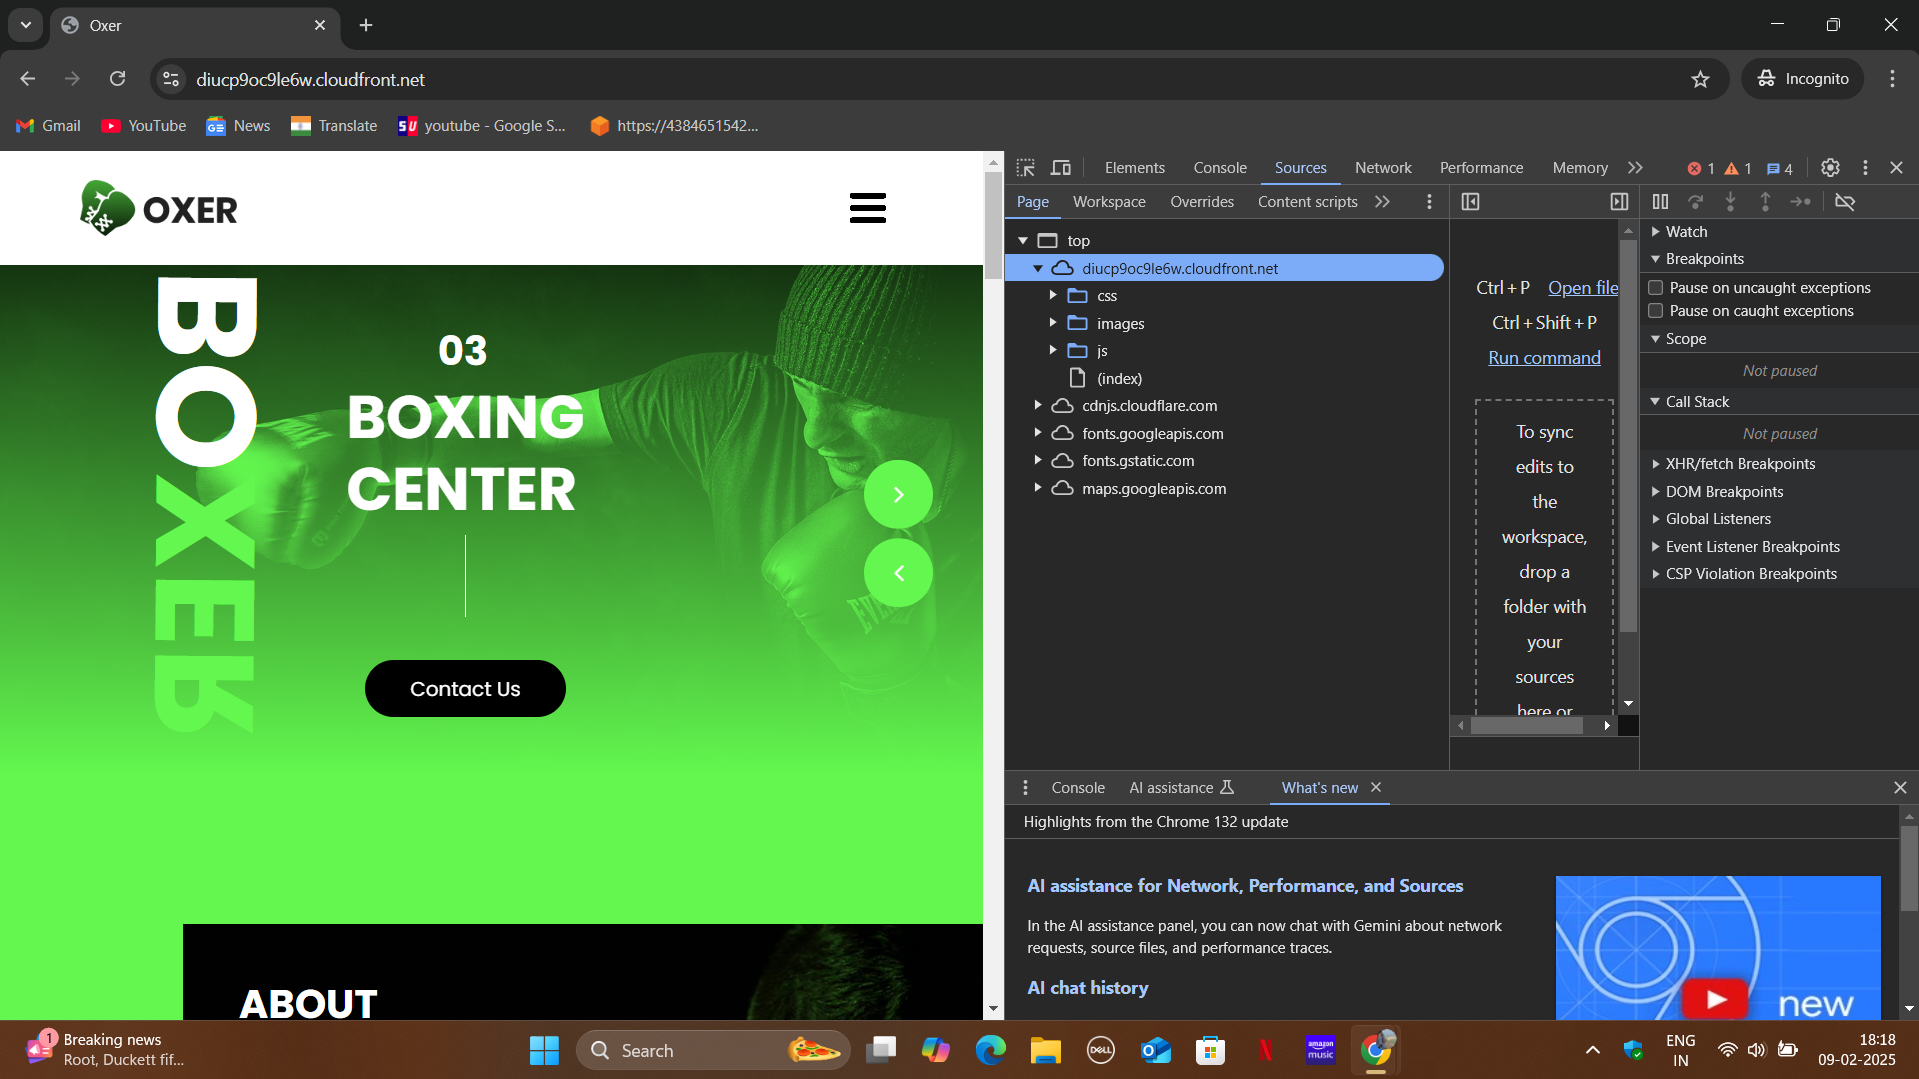 Oxer
diucp9oc9le6w.cloudfront.net
Incognito
Gmail
YouTube
News
Translate
youtube - Google S...
https://4384651542...
OXER
BOXER
03
BOXING
CENTER
Contact Us
ABOUT
Elements
Console
Sources
Network
Performance
Memory
1
1
4
Page
Workspace
Overrides
Content scripts
top
diucp9oc9le6w.cloudfront.net
css
images
js
(index)
cdnjs.cloudflare.com
fonts.googleapis.com
fonts.gstatic.com
maps.googleapis.com
Ctrl + P Open file
Ctrl + Shift + P
Run command
To sync
edits to
the
workspace,
drop a
folder with
your
sources
here or
Watch
Breakpoints
Pause on uncaught exceptions
Pause on caught exceptions
Scope
Not paused
Call Stack
Not paused
XHR/fetch Breakpoints
DOM Breakpoints
Global Listeners
Event Listener Breakpoints
CSP Violation Breakpoints
Console
AI assistance
What's new
Highlights from the Chrome 132 update
AI assistance for Network, Performance, and Sources
In the AI assistance panel, you can now chat with Gemini about network
requests, source files, and performance traces.
AI chat history
new
1
Breaking news
Root, Duckett fif...
Search
DELL
amazon
music
ENG
IN
18:18
09-02-2025